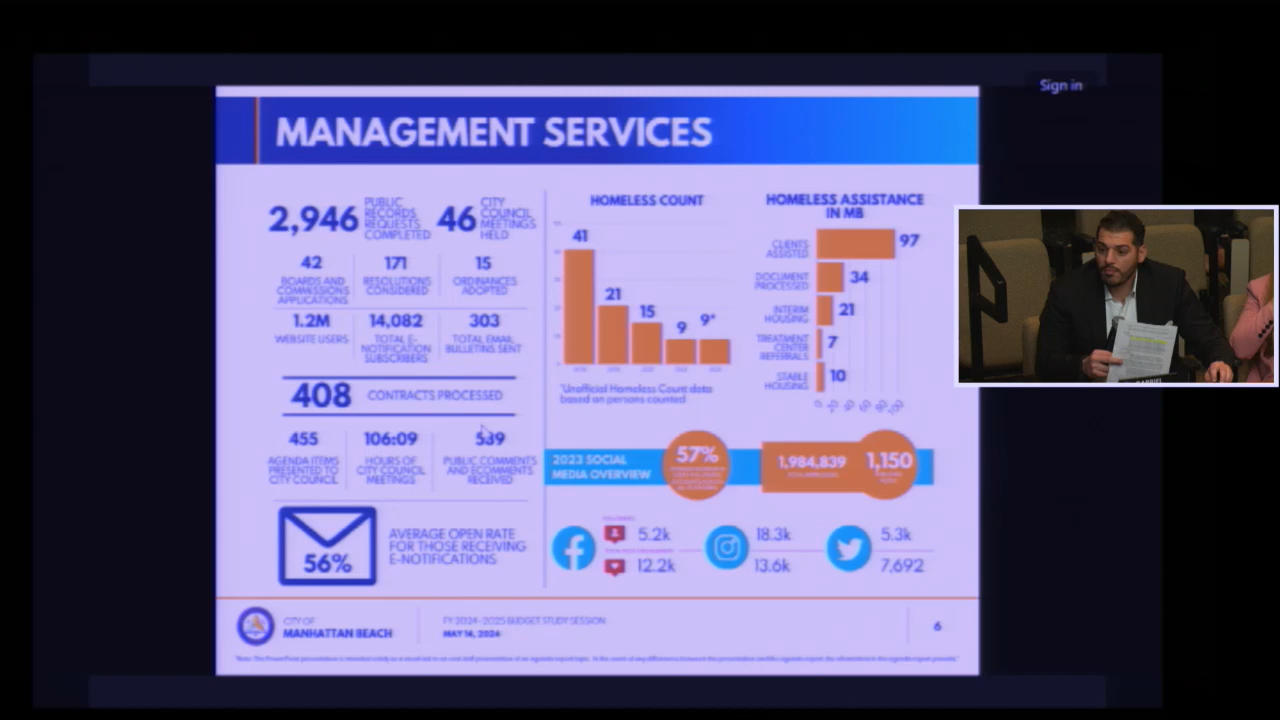 Sign in
MANAGEMENT SERVICES
2,946
PUBLIC
RECORDS
REQUESTS
COMPLETED
46
CITY
COUNCIL
MEETINGS
HELD
42
BOARDS AND
COMMISSIONS
APPLICATIONS
171
RESOLUTIONS
CONSIDERED
15
ORDINANCES
ADOPTED
1.2M
WEBSITE USERS
14,082
TOTAL E-
NOTIFICATION
SUBSCRIBERS
303
TOTAL EMAIL
BULLETINS SENT
408 CONTRACTS PROCESSED
455
AGENDA ITEMS
PRESENTED TO
CITY COUNCIL
106:09
HOURS OF
CITY COUNCIL
MEETINGS
539
PUBLIC COMMENTS
AND ECOMMENTS
RECEIVED
56%
AVERAGE OPEN RATE
FOR THOSE RECEIVING
E-NOTIFICATIONS
HOMELESS COUNT
41
21
15
9
9*
*Unofficial Homeless Count data
based on persons counted
HOMELESS ASSISTANCE
IN MB
CLIENTS
ASSISTED
97
DOCUMENT
PROCESSED
34
INTERIM
HOUSING
21
TREATMENT
CENTER
REFERRALS
7
STABLE
HOUSING
10
2023 SOCIAL
MEDIA OVERVIEW
57%
1,984,839
1,150
5.2k
12.2k
18.3k
13.6k
5.3k
7,692
CITY OF
MANHATTAN BEACH
FY 2024-2025 BUDGET STUDY SESSION
MAY 14, 2024
6